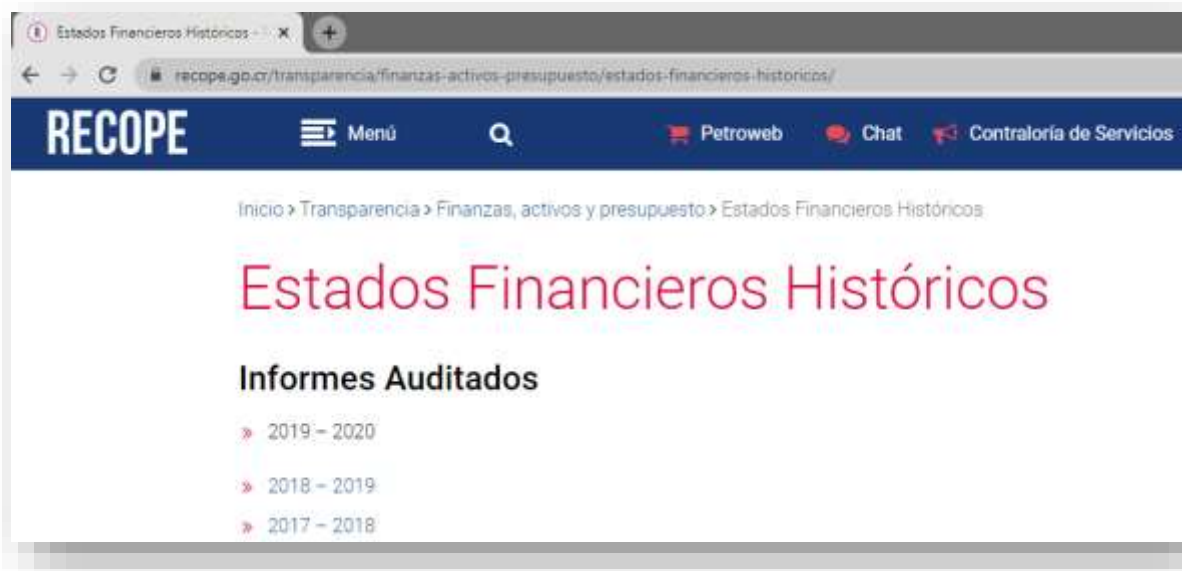 Estados Financieros Históricos -
recope.go.cr/transparencia/finanzas-activos-presupuesto/estados-financieros-historicos/
RECOPE Menú Petroweb Chat Contraloría de Servicios
Inicio > Transparencia > Finanzas, activos y presupuesto > Estados Financieros Históricos
Estados Financieros Históricos
Informes Auditados
» 2019 – 2020
» 2018 – 2019
» 2017 – 2018